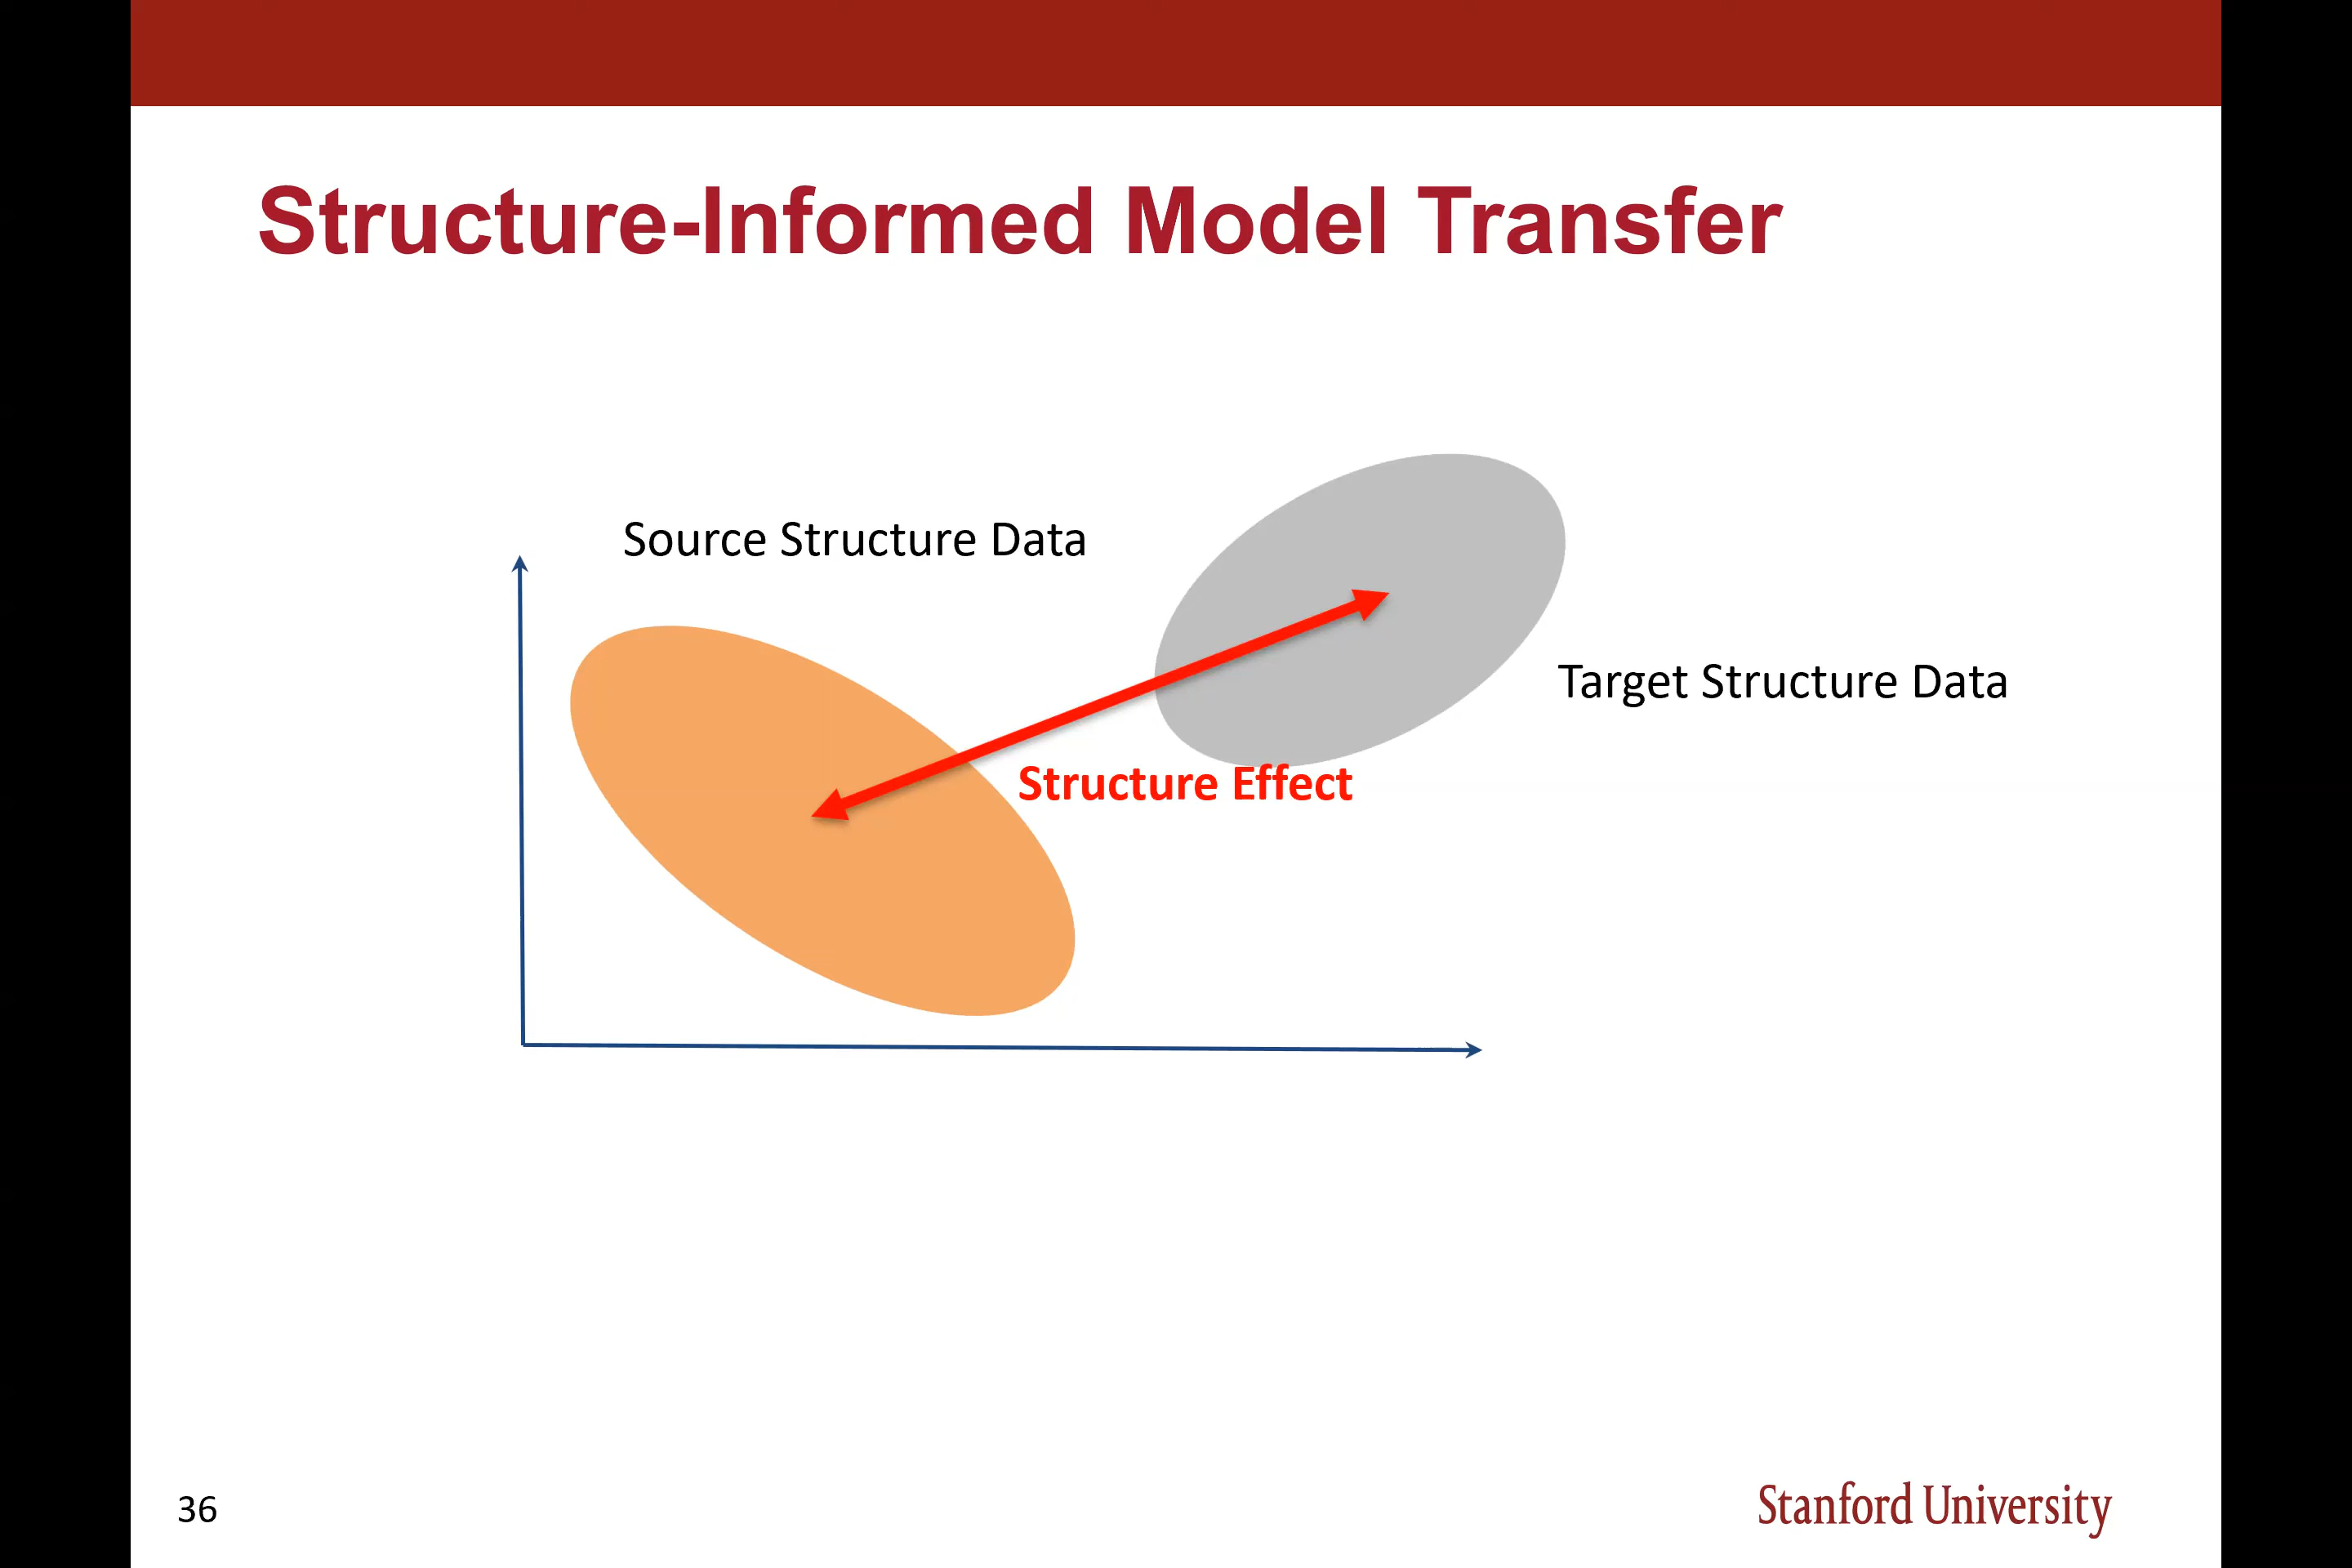 Structure-Informed Model Transfer
Source Structure Data
Target Structure Data
Structure Effect
36
Stanford University